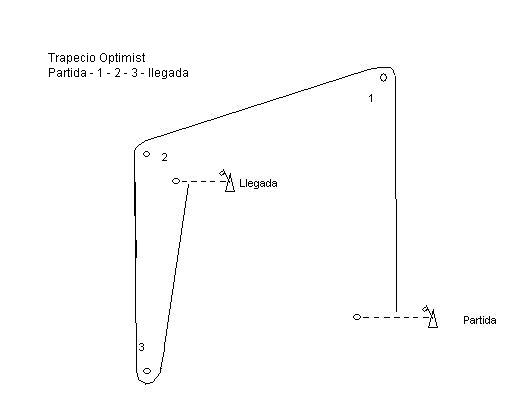 Trapecio Optimist
Partida - 1 - 2 - 3 - llegada
1
2
Llegada
Partida
3